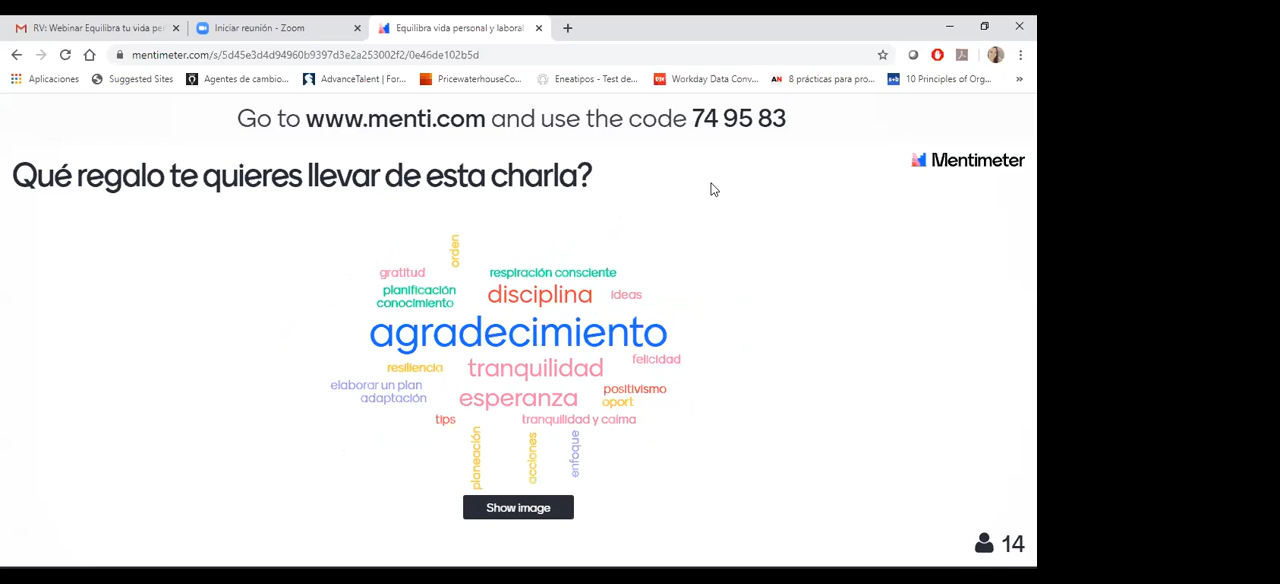 RV: Webinar Equilibra tu vida per
Iniciar reunión - Zoom
Equilibra vida personal y laboral
mentimeter.com/s/5d45e3d4d94960b9397d3e2a253002f2/0e46de102b5d
Aplicaciones
Suggested Sites
Agentes de cambio...
AdvanceTalent | For...
PricewaterhouseCo...
Eneatipos - Test de...
Workday Data Conv...
8 prácticas para pro...
10 Principles of Org...
Go to www.menti.com and use the code 74 95 83
Mentimeter
Qué regalo te quieres llevar de esta charla?
orden
gratitud
respiración consciente
planificación
disciplina
ideas
conocimiento
agradecimiento
felicidad
resiliencia
tranquilidad
elaborar un plan
positivismo
adaptación
esperanza
oport
tips
tranquilidad y calma
planeación
acciones
enfoque
Show image
14